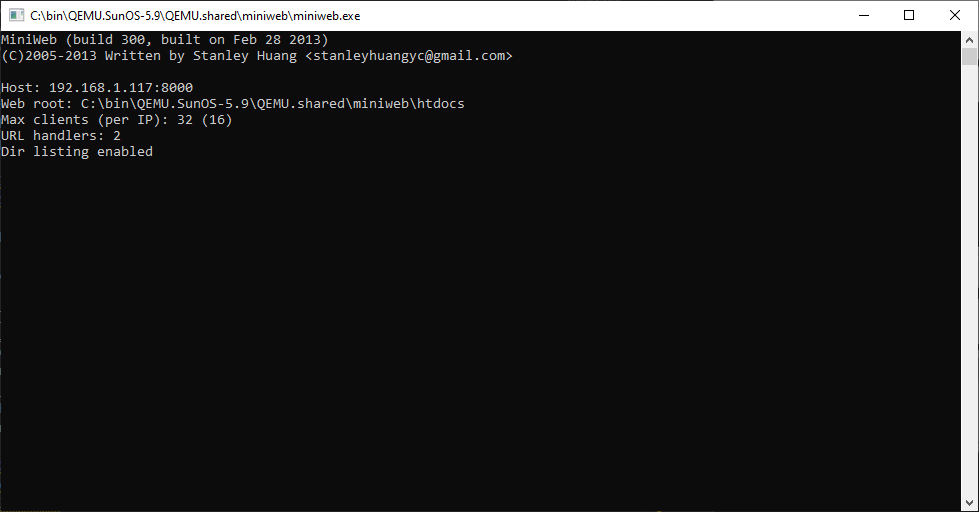 C:\bin\QEMU.SunOS-5.9\QEMU.shared\miniweb\miniweb.exe
MiniWeb (build 300, built on Feb 28 2013)
(C)2005-2013 Written by Stanley Huang <stanleyhuangyc@gmail.com>
Host: 192.168.1.117:8000
Web root: C:\bin\QEMU.SunOS-5.9\QEMU.shared\miniweb\htdocs
Max clients (per IP): 32 (16)
URL handlers: 2
Dir listing enabled